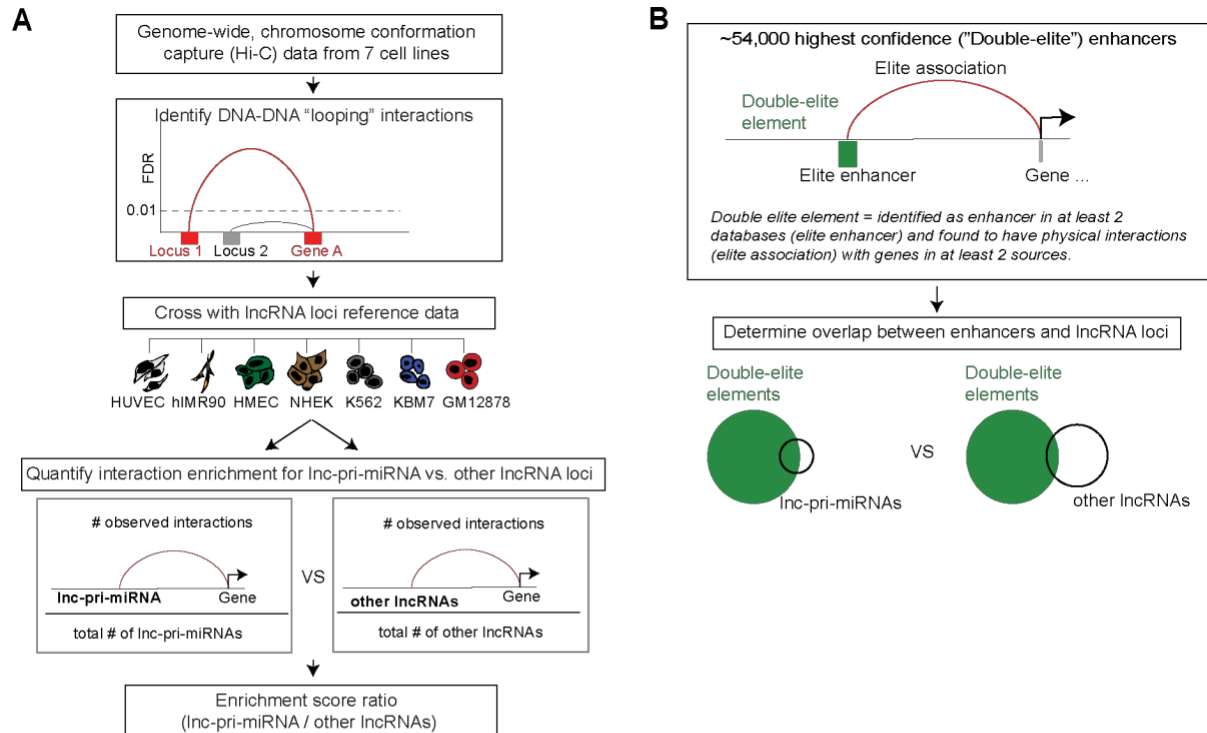 A
Genome-wide, chromosome conformation
capture (Hi-C) data from 7 cell lines
Identify DNA-DNA “looping” interactions
FDR
0.01
Locus 1
Locus 2
Gene A
Cross with lncRNA loci reference data
HUVEC hIMR90 HMEC NHEK K562 KBM7 GM12878
Quantify interaction enrichment for lnc-pri-miRNA vs. other lncRNA loci
# observed interactions
lnc-pri-miRNA
Gene
total # of lnc-pri-miRNAs
VS
# observed interactions
other lncRNAs
Gene
total # of other lncRNAs
Enrichment score ratio
(lnc-pri-miRNA / other lncRNAs)
B
~54,000 highest confidence ("Double-elite") enhancers
Elite association
Double-elite
element
Elite enhancer
Gene ...
Double elite element = identified as enhancer in at least 2
databases (elite enhancer) and found to have physical interactions
(elite association) with genes in at least 2 sources.
Determine overlap between enhancers and lncRNA loci
Double-elite
elements
lnc-pri-miRNAs
VS
Double-elite
elements
other lncRNAs